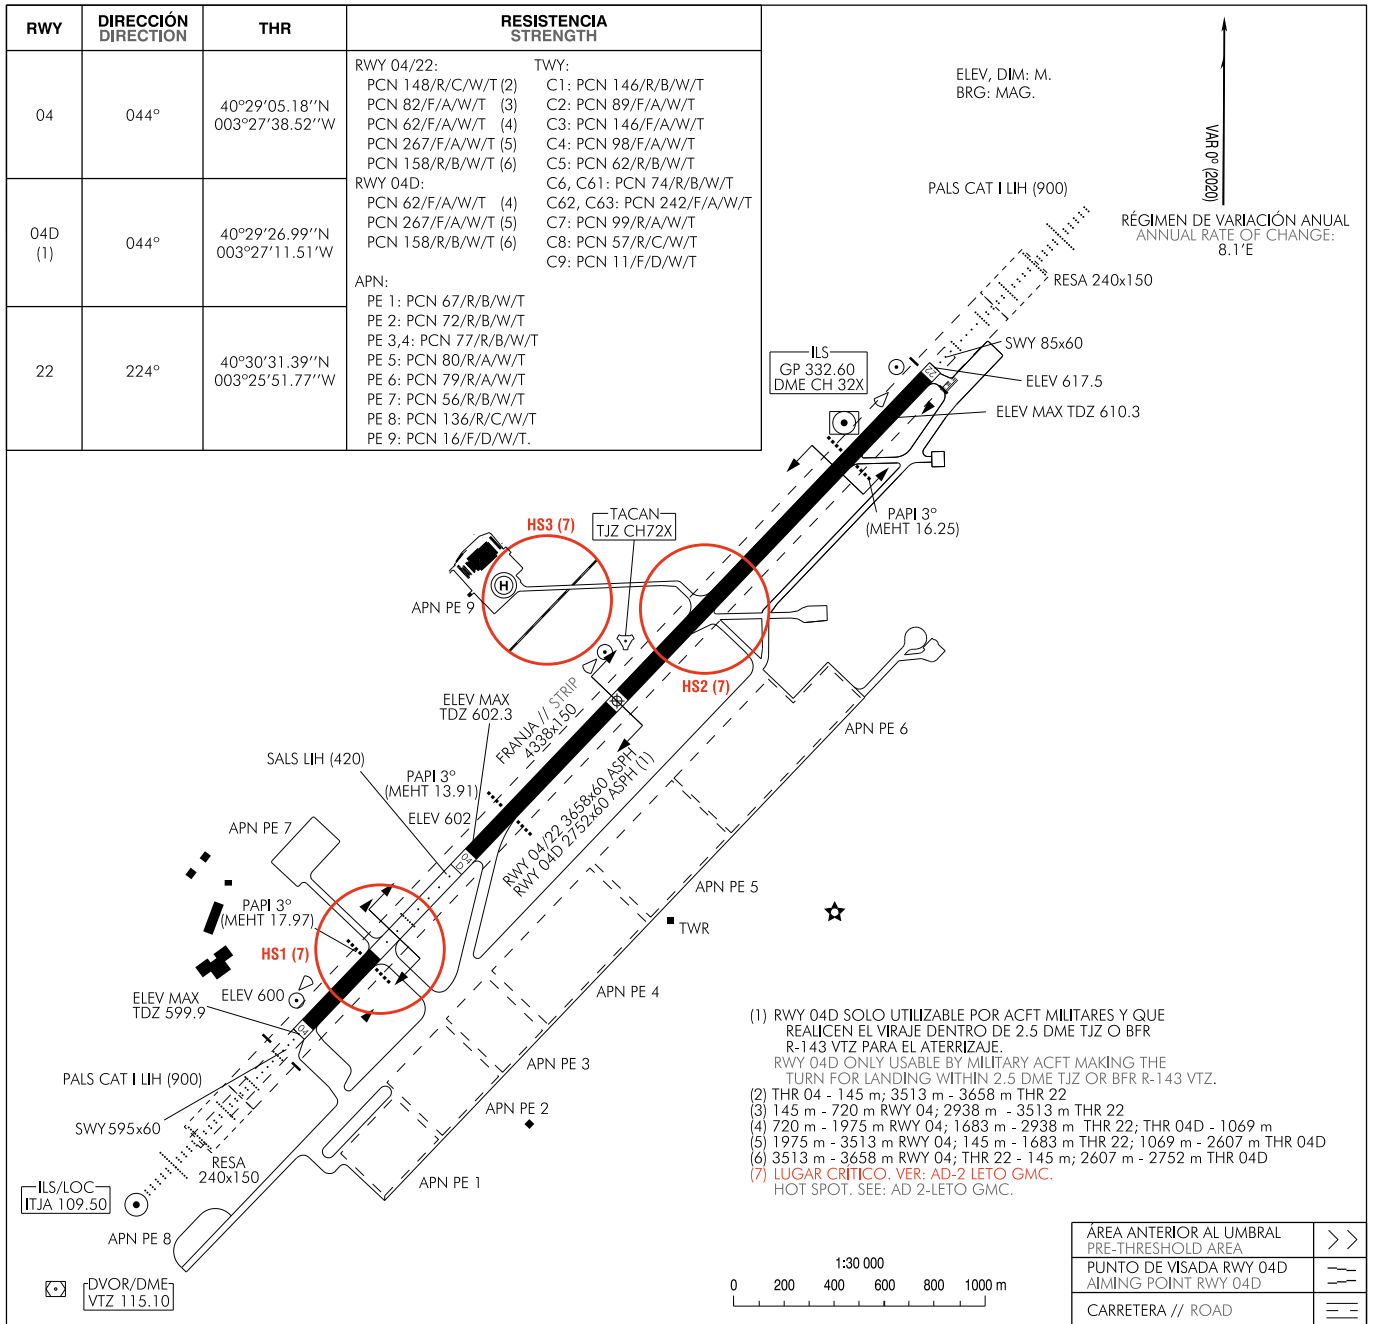 RWY
DIRECCIÓN
DIRECTION
THR
RESISTENCIA
STRENGTH
04
044º
40º29'05.18''N
003º27'38.52''W
04D
(1)
044º
40º29'26.99''N
003º27'11.51'W
22
224º
40º30'31.39''N
003º25'51.77''W
RWY 04/22:
PCN 148/R/C/W/T (2)
PCN 82/F/A/W/T (3)
PCN 62/F/A/W/T (4)
PCN 267/F/A/W/T (5)
PCN 158/R/B/W/T (6)
RWY 04D:
PCN 62/F/A/W/T (4)
PCN 267/F/A/W/T (5)
PCN 158/R/B/W/T (6)
APN:
PE 1: PCN 67/R/B/W/T
PE 2: PCN 72/R/B/W/T
PE 3,4: PCN 77/R/B/W/T
PE 5: PCN 80/R/A/W/T
PE 6: PCN 79/R/A/W/T
PE 7: PCN 56/R/B/W/T
PE 8: PCN 136/R/C/W/T
PE 9: PCN 16/F/D/W/T.
TWY:
C1: PCN 146/R/B/W/T
C2: PCN 89/F/A/W/T
C3: PCN 146/F/A/W/T
C4: PCN 98/F/A/W/T
C5: PCN 62/R/B/W/T
C6, C61: PCN 74/R/B/W/T
C62, C63: PCN 242/F/A/W/T
C7: PCN 99/R/A/W/T
C8: PCN 57/R/C/W/T
C9: PCN 11/F/D/W/T
ELEV, DIM: M.
BRG: MAG.
VAR 0º (2020)
RÉGIMEN DE VARIACIÓN ANUAL
ANNUAL RATE OF CHANGE:
8.1'E
PALS CAT I LIH (900)
RESA 240x150
SWY 85x60
ELEV 617.5
ELEV MAX TDZ 610.3
22
ILS
GP 332.60
DME CH 32X
PAPI 3º
(MEHT 16.25)
TACAN
TJZ CH72X
HS3 (7)
H
APN PE 9
HS2 (7)
APN PE 6
ELEV MAX
TDZ 602.3
FRANJA // STRIP
4338x150
SALS LIH (420)
PAPI 3º
(MEHT 13.91)
ELEV 602
RWY 04/22 3658x60 ASPH
RWY 04D 2752x60 ASPH (1)
04D
APN PE 7
APN PE 5
TWR
PAPI 3º
(MEHT 17.97)
HS1 (7)
ELEV 600
ELEV MAX
TDZ 599.9
04
APN PE 4
APN PE 3
PALS CAT I LIH (900)
APN PE 2
SWY 595x60
RESA
240x150
APN PE 1
ILS/LOC
ITJA 109.50
APN PE 8
DVOR/DME
VTZ 115.10
(1) RWY 04D SOLO UTILIZABLE POR ACFT MILITARES Y QUE
REALICEN EL VIRAJE DENTRO DE 2.5 DME TJZ O BFR
R-143 VTZ PARA EL ATERRIZAJE.
RWY 04D ONLY USABLE BY MILITARY ACFT MAKING THE
TURN FOR LANDING WITHIN 2.5 DME TJZ OR BFR R-143 VTZ.
(2) THR 04 - 145 m; 3513 m - 3658 m THR 22
(3) 145 m - 720 m RWY 04; 2938 m - 3513 m THR 22
(4) 720 m - 1975 m RWY 04; 1683 m - 2938 m THR 22; THR 04D - 1069 m
(5) 1975 m - 3513 m RWY 04; 145 m - 1683 m THR 22; 1069 m - 2607 m THR 04D
(6) 3513 m - 3658 m RWY 04; THR 22 - 145 m; 2607 m - 2752 m THR 04D
(7) LUGAR CRÍTICO. VER: AD-2 LETO GMC.
HOT SPOT. SEE: AD 2-LETO GMC.
1:30 000
0 200 400 600 800 1000 m
ÁREA ANTERIOR AL UMBRAL
PRE-THRESHOLD AREA
PUNTO DE VISADA RWY 04D
AIMING POINT RWY 04D
CARRETERA // ROAD